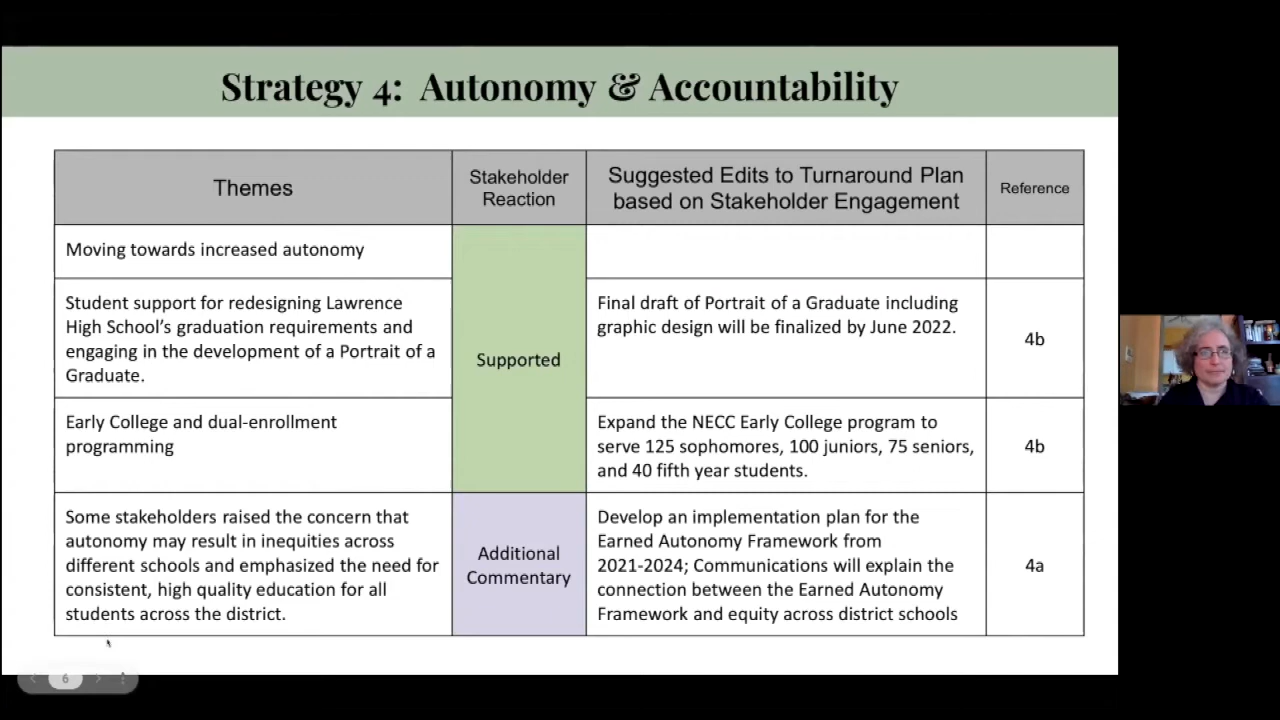 Strategy 4: Autonomy & Accountability
Themes
Stakeholder
Reaction
Suggested Edits to Turnaround Plan
based on Stakeholder Engagement
Reference
Moving towards increased autonomy
Student support for redesigning Lawrence
High School’s graduation requirements and
engaging in the development of a Portrait of a
Graduate.
Supported
Final draft of Portrait of a Graduate including
graphic design will be finalized by June 2022.
4b
Early College and dual-enrollment
programming
Expand the NECC Early College program to
serve 125 sophomores, 100 juniors, 75 seniors,
and 40 fifth year students.
4b
Some stakeholders raised the concern that
autonomy may result in inequities across
different schools and emphasized the need for
consistent, high quality education for all
students across the district.
Additional
Commentary
Develop an implementation plan for the
Earned Autonomy Framework from
2021-2024; Communications will explain the
connection between the Earned Autonomy
Framework and equity across district schools
4a
6